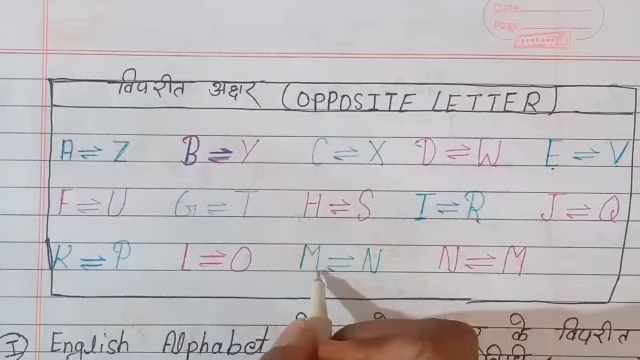 Date
Page
विपरीत अक्षर (OPPOSITE LETTER)
A⇌Z B⇌Y C⇌X D⇌W E⇌V
F⇌U G⇌T H⇌S I⇌R J⇌Q
K⇌P L⇌O M⇌N N⇌M
I) English Alphabet के विपरीत